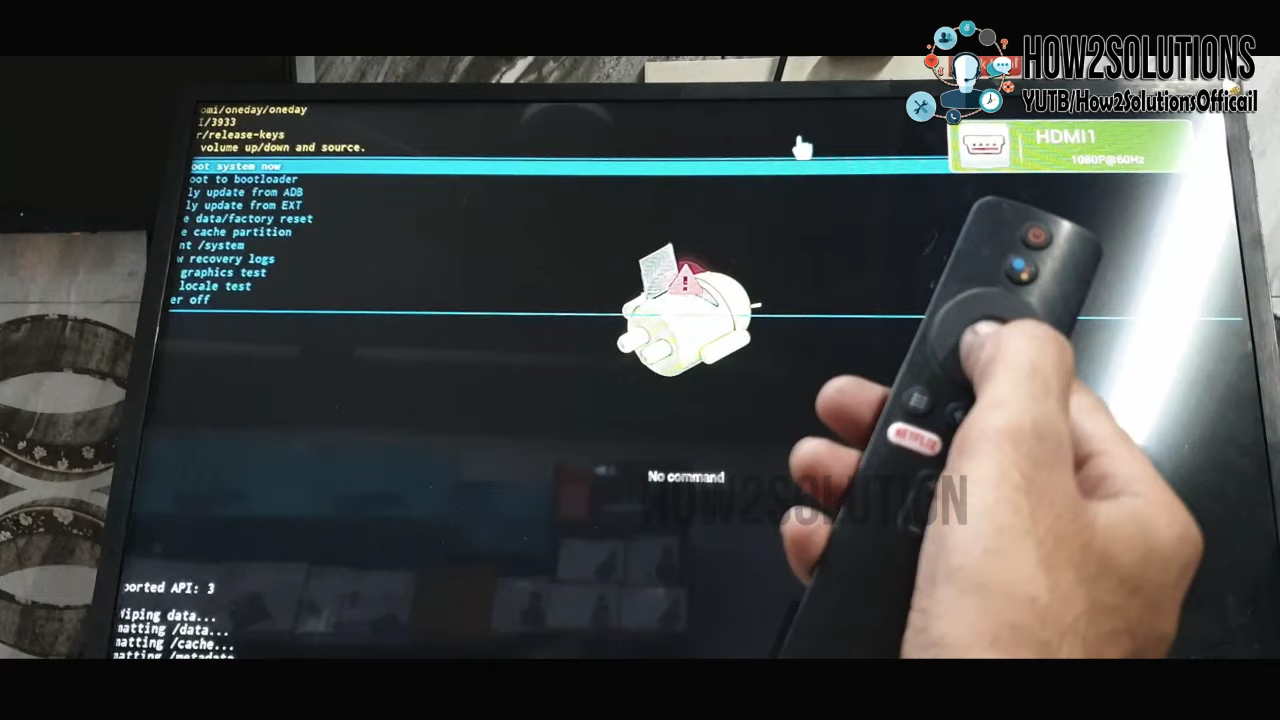 HOW2SOLUTIONS
YUTB/How2SolutionsOfficail
omi/oneday/oneday
I/3933
r/release-keys
volume up/down and source.
HDMI1
1080P@60Hz
oot system now
oot to bootloader
ly update from ADB
ly update from EXT
e data/factory reset
e cache partition
nt /system
w recovery logs
graphics test
locale test
er off
NETFLIX
No command
HOW2SOLUTION
ported API: 3
Wiping data...
matting /data...
matting /cache...
matting /metadata